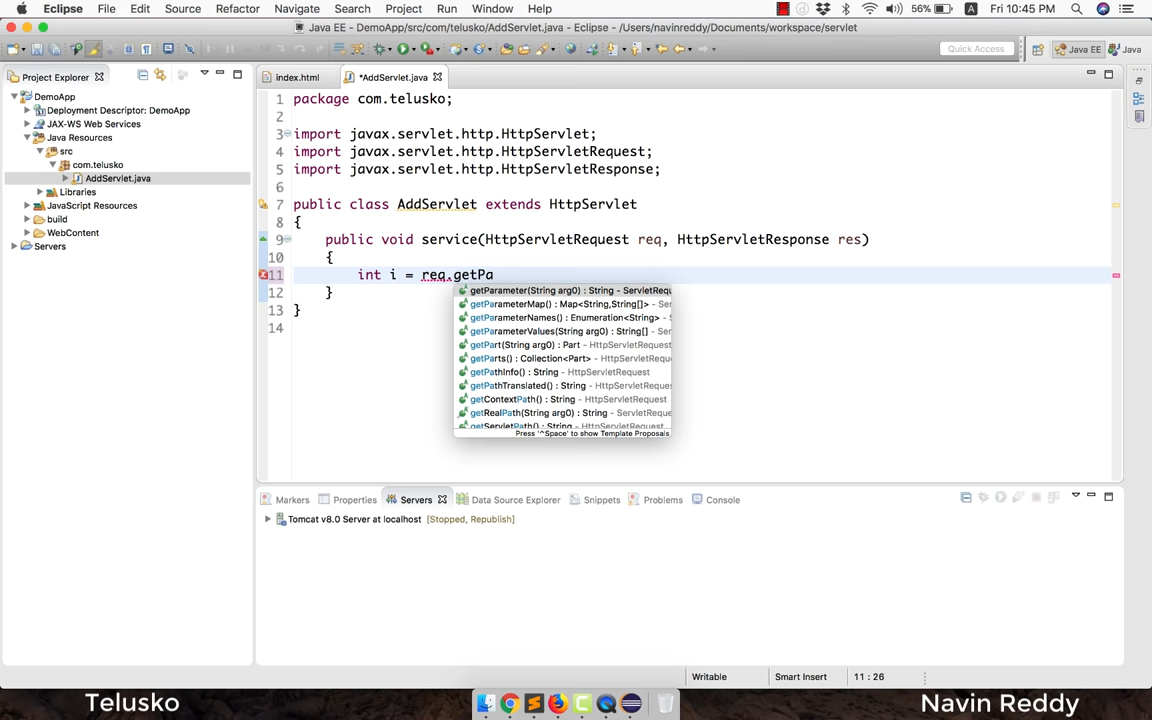 Eclipse File Edit Source Refactor Navigate Search Project Run Window Help 56% A Fri 10:45 PM
Java EE - DemoApp/src/com/telusko/AddServlet.java - Eclipse - /Users/navinreddy/Documents/workspace/servlet
Quick Access Java EE Java
Project Explorer
index.html *AddServlet.java
DemoApp
Deployment Descriptor: DemoApp
JAX-WS Web Services
Java Resources
src
com.telusko
AddServlet.java
Libraries
JavaScript Resources
build
WebContent
Servers
1 package com.telusko;
2
3 import javax.servlet.http.HttpServlet;
4 import javax.servlet.http.HttpServletRequest;
5 import javax.servlet.http.HttpServletResponse;
6
7 public class AddServlet extends HttpServlet
8 {
9 public void service(HttpServletRequest req, HttpServletResponse res)
10 {
11 int i = req.getPa
12 }
13 }
14
getParameter(String arg0) : String - ServletRequ
getParameterMap() : Map<String,String[]> - Ser
getParameterNames() : Enumeration<String> - S
getParameterValues(String arg0) : String[] - Ser
getPart(String arg0) : Part - HttpServletRequest
getParts() : Collection<Part> - HttpServletReque
getPathInfo() : String - HttpServletRequest
getPathTranslated() : String - HttpServletReques
getContextPath() : String - HttpServletRequest
getRealPath(String arg0) : String - ServletReque
getServletPath() : String - HttpServletRequest
Press '^Space' to show Template Proposals
Markers Properties Servers Data Source Explorer Snippets Problems Console
Tomcat v8.0 Server at localhost [Stopped, Republish]
Writable Smart Insert 11 : 26
Telusko Navin Reddy